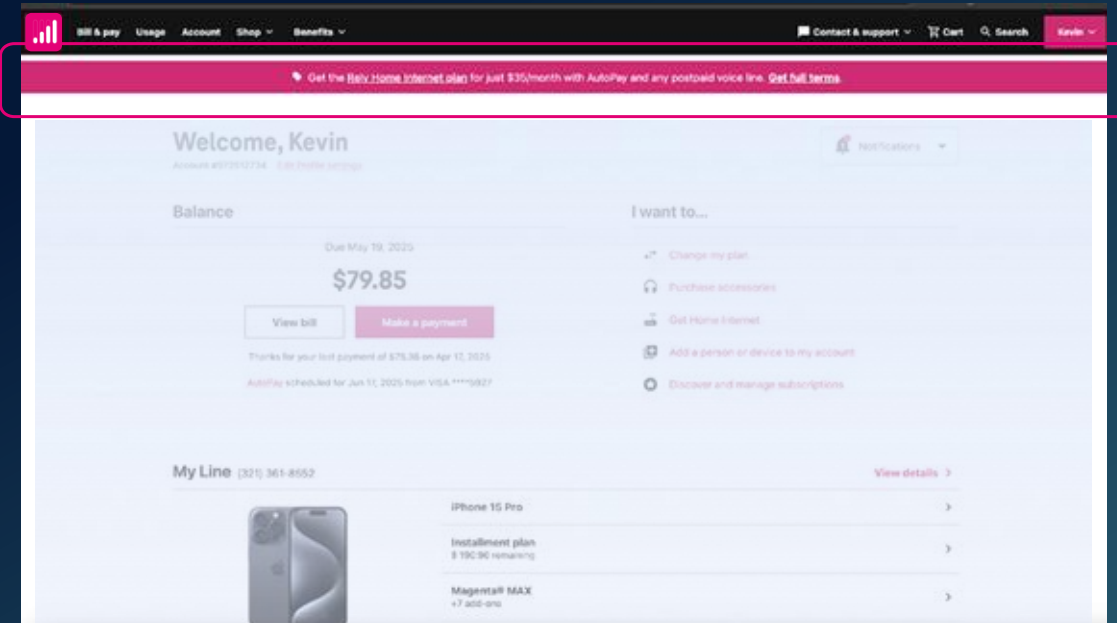 Bill & pay Usage Account Shop Benefits Contact & support Cart Search Kevin
Get the Rely Home Internet plan for just $35/month with AutoPay and any postpaid voice line. Get full terms.
Welcome, Kevin Notifications
Account Edit Profile settings
Balance I want to...
Due May 19, 2025 Change my plan
$79.85 Purchase accessories
View bill Make a payment Get Home Internet
Thanks for your last payment of on Apr 17, 2025 Add a person or device to my account
AutoPay scheduled for Jun 17, 2025 from VISA Discover and manage subscriptions
My Line (321) 361-8552 View details
iPhone 15 Pro
Installment plan
$ 190.90 remaining
Magenta® MAX
+7 add-ons